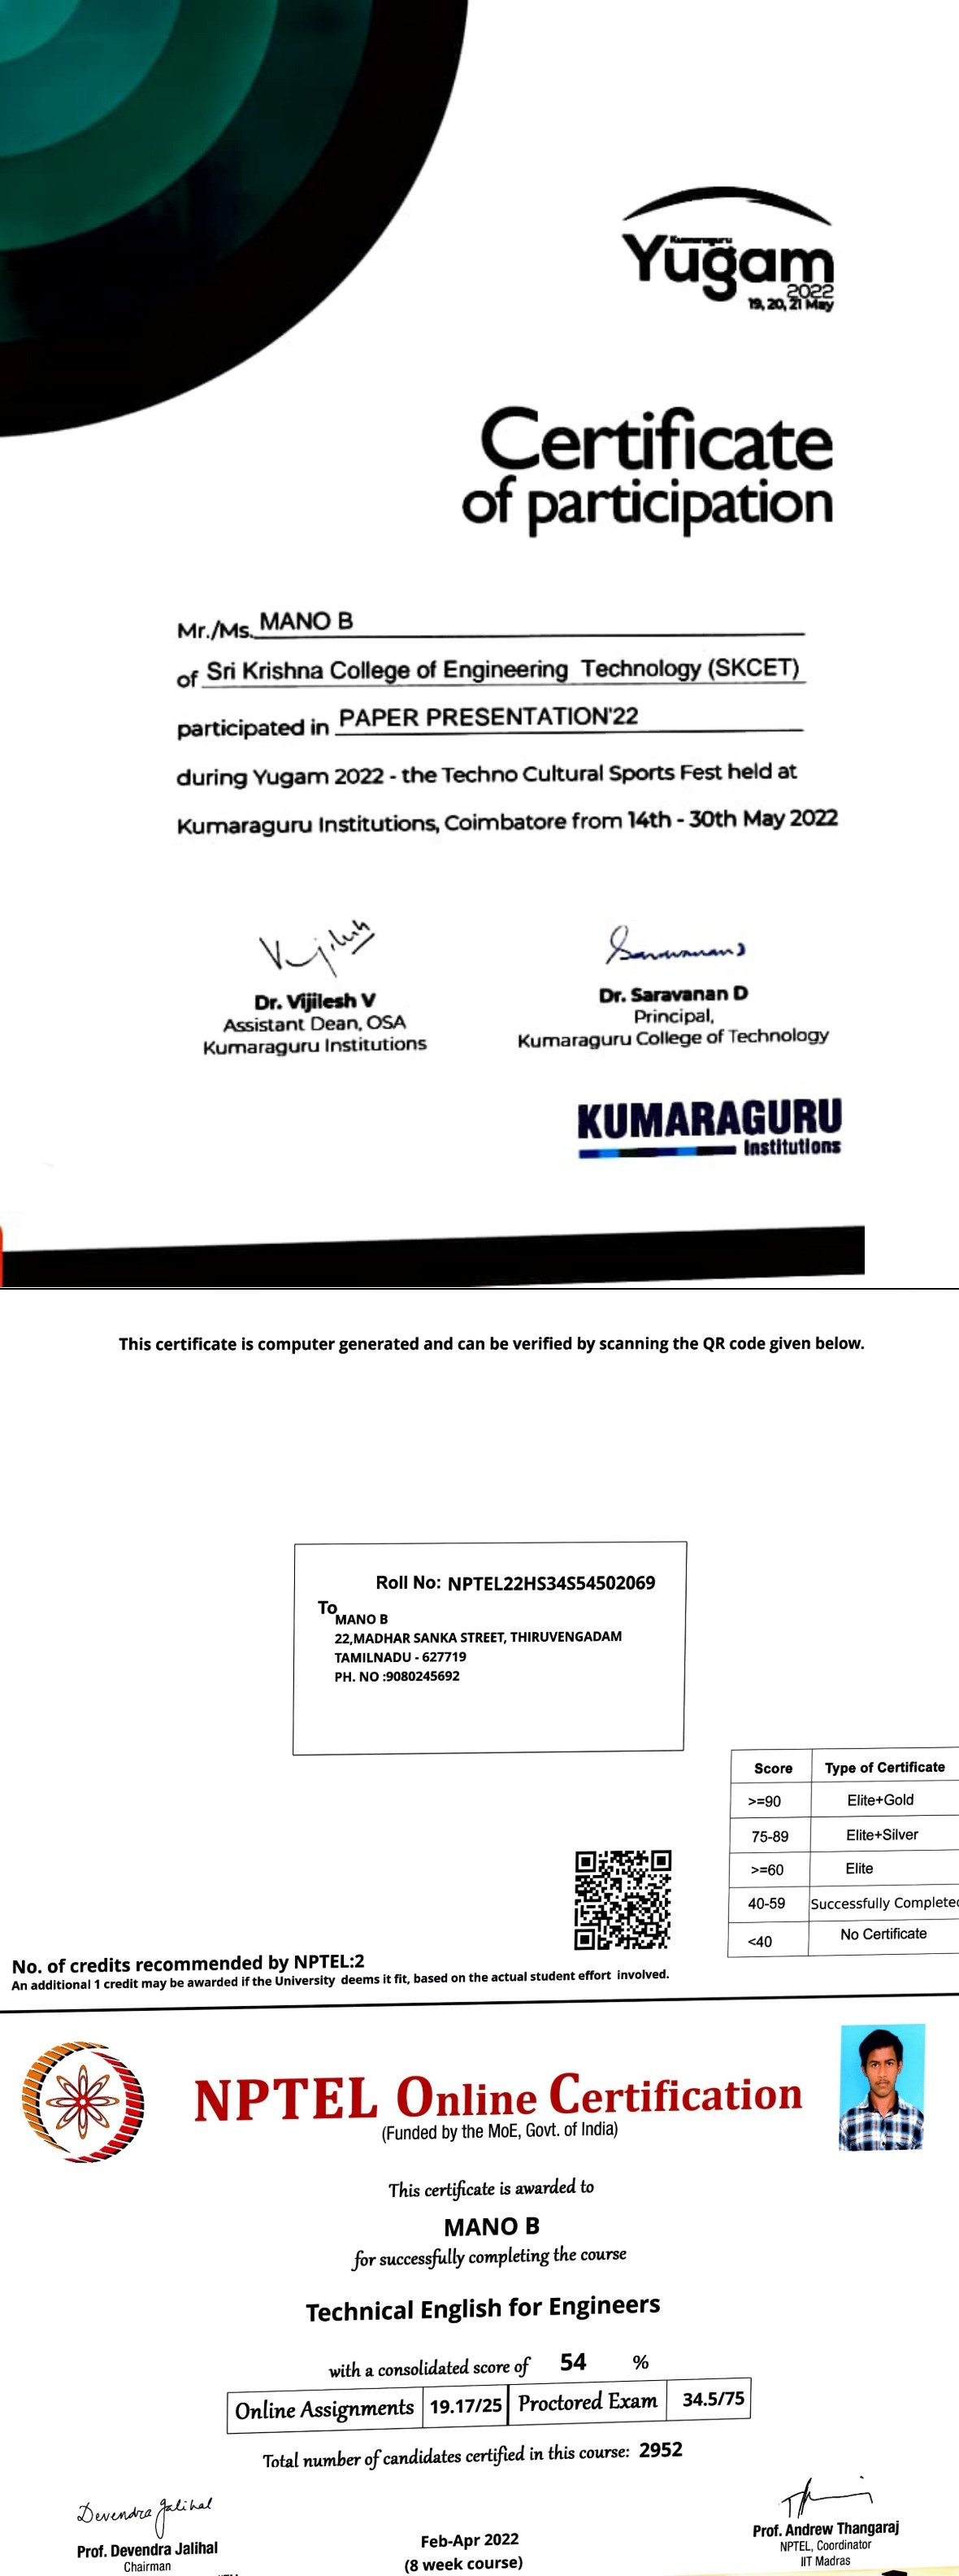 Kumaraguru
Yugam
2022
19, 20, 21 May
Certificate
of participation
Mr./Ms. MANO B
of Sri Krishna College of Engineering Technology (SKCET)
participated in PAPER PRESENTATION'22
during Yugam 2022 - the Techno Cultural Sports Fest held at
Kumaraguru Institutions, Coimbatore from 14th - 30th May 2022
Dr. Vijilesh V
Assistant Dean, OSA
Kumaraguru Institutions
Dr. Saravanan D
Principal,
Kumaraguru College of Technology
KUMARAGURU
Institutions
This certificate is computer generated and can be verified by scanning the QR code given below.
Roll No: NPTEL22HS34S54502069
To
MANO B
22,MADHAR SANKA STREET, THIRUVENGADAM
TAMILNADU - 627719
PH. NO :9080245692
Score Type of Certificate
>=90 Elite+Gold
75-89 Elite+Silver
>=60 Elite
40-59 Successfully Complete
<40 No Certificate
No. of credits recommended by NPTEL:2
An additional 1 credit may be awarded if the University deems it fit, based on the actual student effort involved.
NPTEL Online Certification
(Funded by the MoE, Govt. of India)
This certificate is awarded to
MANO B
for successfully completing the course
Technical English for Engineers
with a consolidated score of 54 %
Online Assignments 19.17/25 Proctored Exam 34.5/75
Total number of candidates certified in this course: 2952
Devendra Jalihal
Prof. Devendra Jalihal
Chairman
Feb-Apr 2022
(8 week course)
Prof. Andrew Thangaraj
NPTEL, Coordinator
IIT Madras